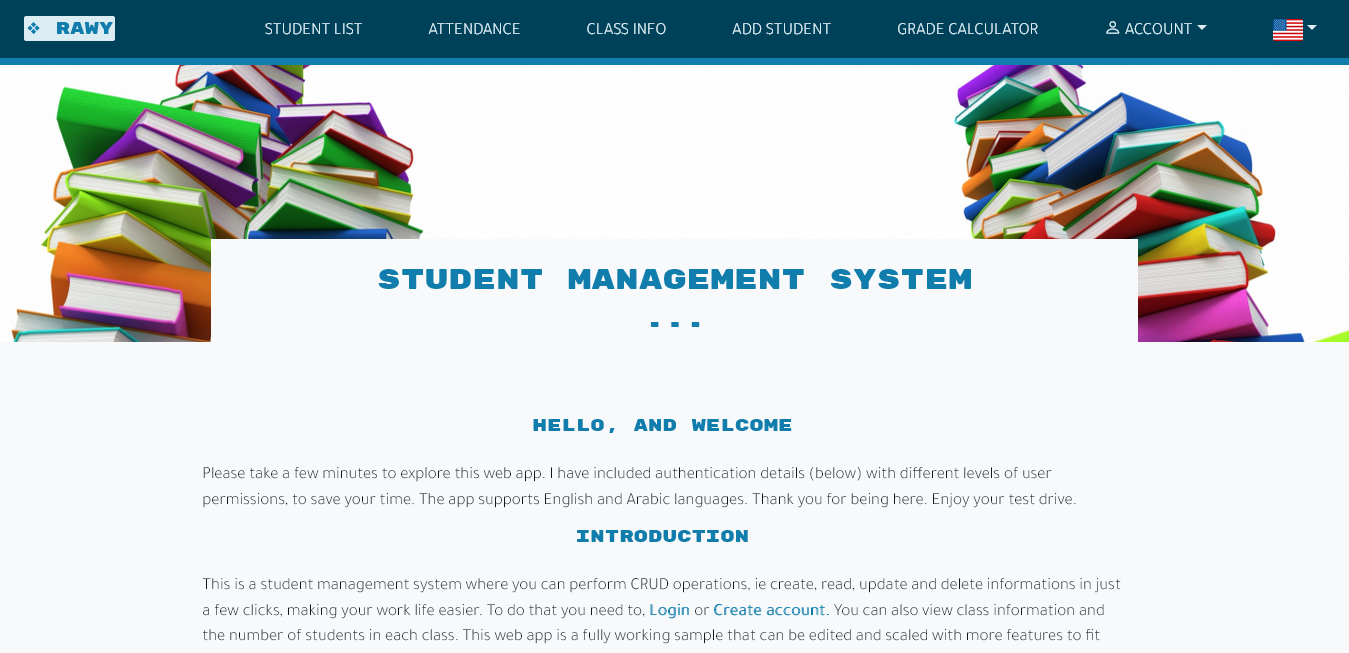 RAWY
STUDENT LIST
ATTENDANCE
CLASS INFO
ADD STUDENT
GRADE CALCULATOR
ACCOUNT
STUDENT MANAGEMENT SYSTEM
...
HELLO, AND WELCOME
Please take a few minutes to explore this web app. I have included authentication details (below) with different levels of user
permissions, to save your time. The app supports English and Arabic languages. Thank you for being here. Enjoy your test drive.
INTRODUCTION
This is a student management system where you can perform CRUD operations, ie create, read, update and delete informations in just
a few clicks, making your work life easier. To do that you need to, Login or Create account. You can also view class information and
the number of students in each class. This web app is a fully working sample that can be edited and scaled with more features to fit